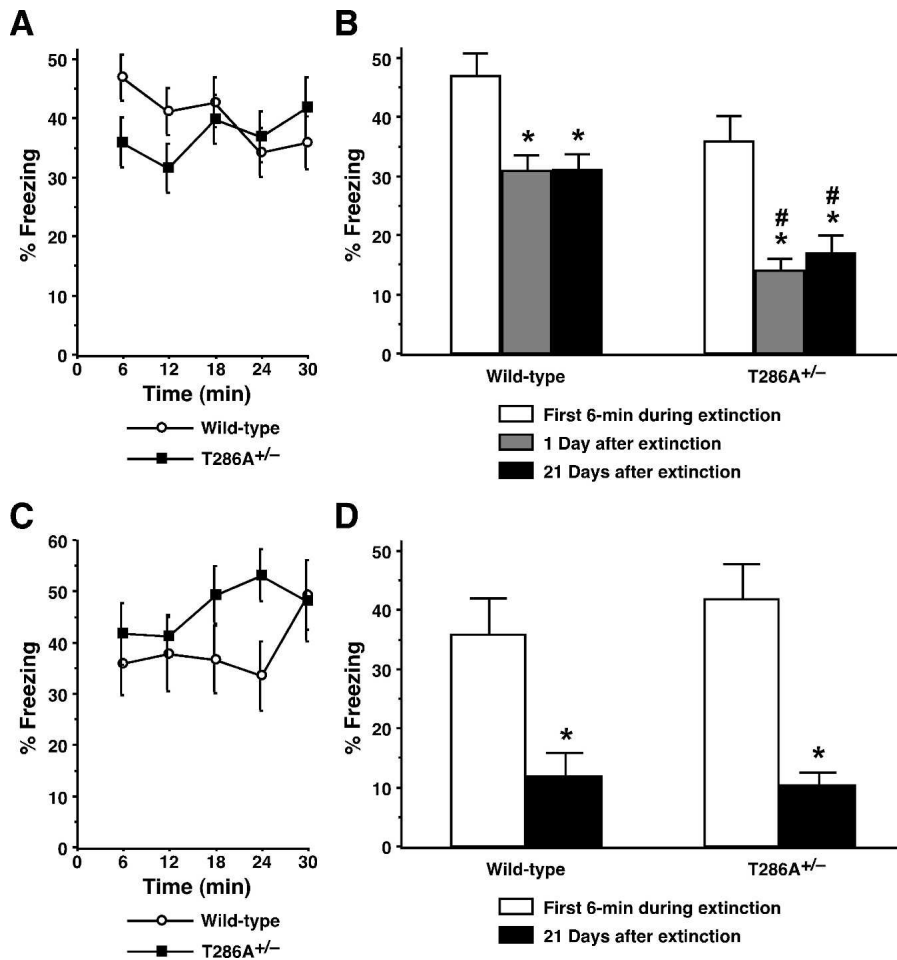 A
50
40
30
20
10
0
% Freezing
0 6 12 18 24 30
Time (min)
Wild-type
T286A+/–
B
50
40
30
20
10
0
% Freezing
* *
# #
* *
Wild-type T286A+/–
First 6-min during extinction
1 Day after extinction
21 Days after extinction
C
60
50
40
30
20
10
0
% Freezing
6 12 18 24 30
Time (min)
Wild-type
T286A+/–
D
50
40
30
20
10
0
% Freezing
* *
Wild-type T286A+/–
First 6-min during extinction
21 Days after extinction